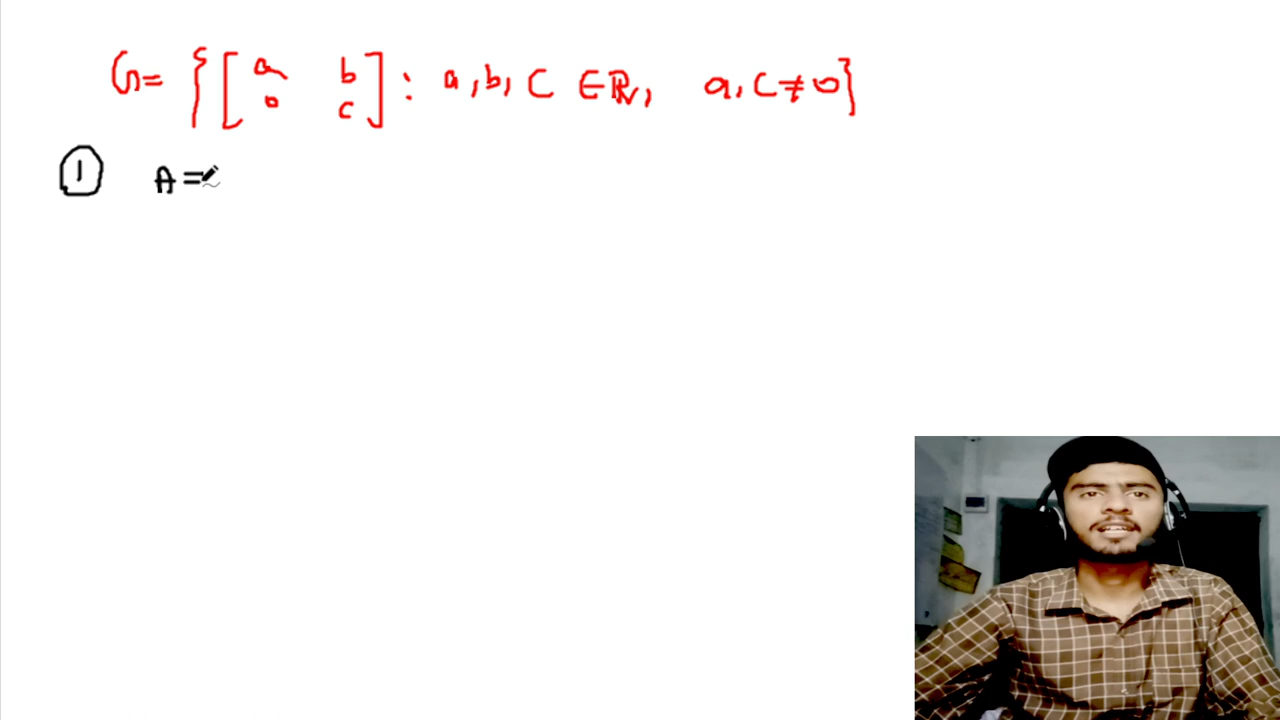 G = { [ a b
0 c ] : a, b, c ∈ ℝ, a, c ≠ 0 }
① A =